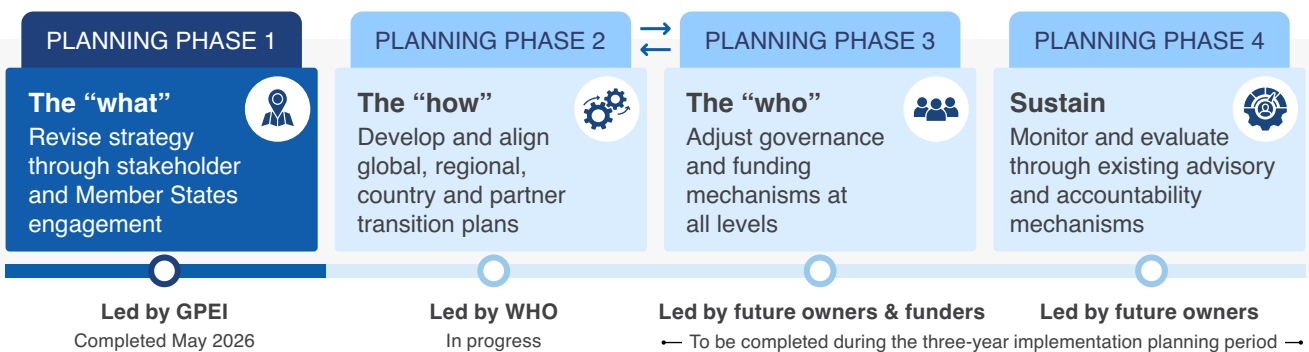 PLANNING PHASE 1
The “what”
Revise strategy
through stakeholder
and Member States
engagement
Led by GPEI
Completed May 2026
PLANNING PHASE 2
The “how”
Develop and align
global, regional,
country and partner
transition plans
Led by WHO
In progress
PLANNING PHASE 3
The “who”
Adjust governance
and funding
mechanisms at
all levels
Led by future owners & funders
PLANNING PHASE 4
Sustain
Monitor and evaluate
through existing advisory
and accountability
mechanisms
Led by future owners
To be completed during the three-year implementation planning period